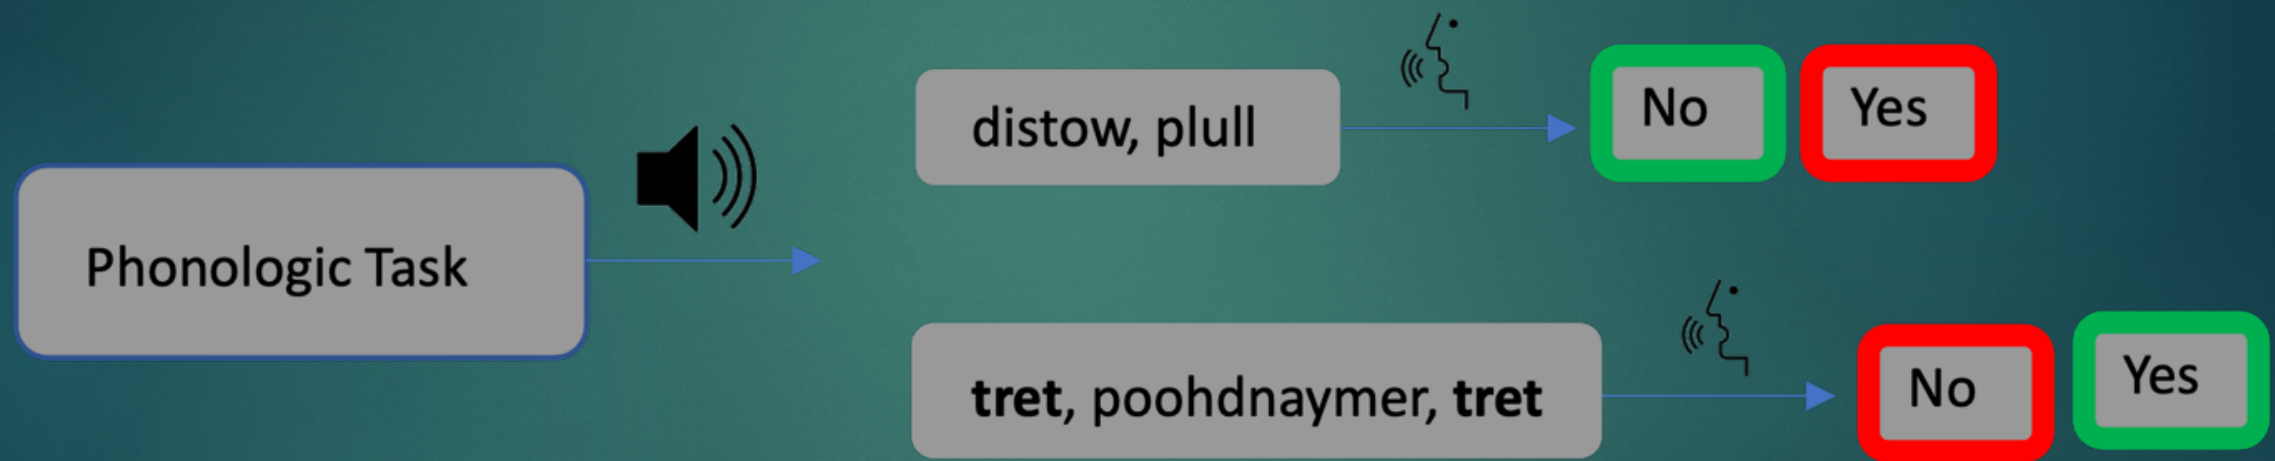 Phonologic Task
distow, plull
No
Yes
tret, poohdnaymer, tret
No
Yes